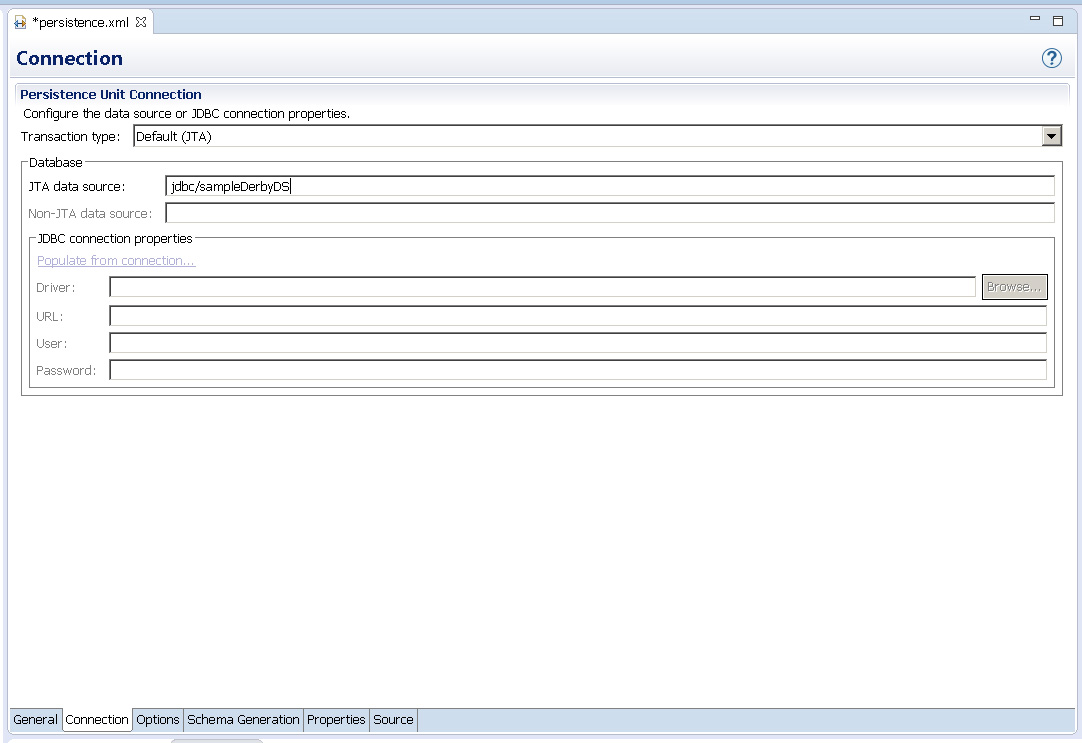 *persistence.xml
Connection
Persistence Unit Connection
Configure the data source or JDBC connection properties.
Transaction type: Default (JTA)
Database
JTA data source: jdbc/sampleDerbyDS
Non-JTA data source:
JDBC connection properties
Populate from connection...
Driver: Browse...
URL:
User:
Password:
General Connection Options Schema Generation Properties Source